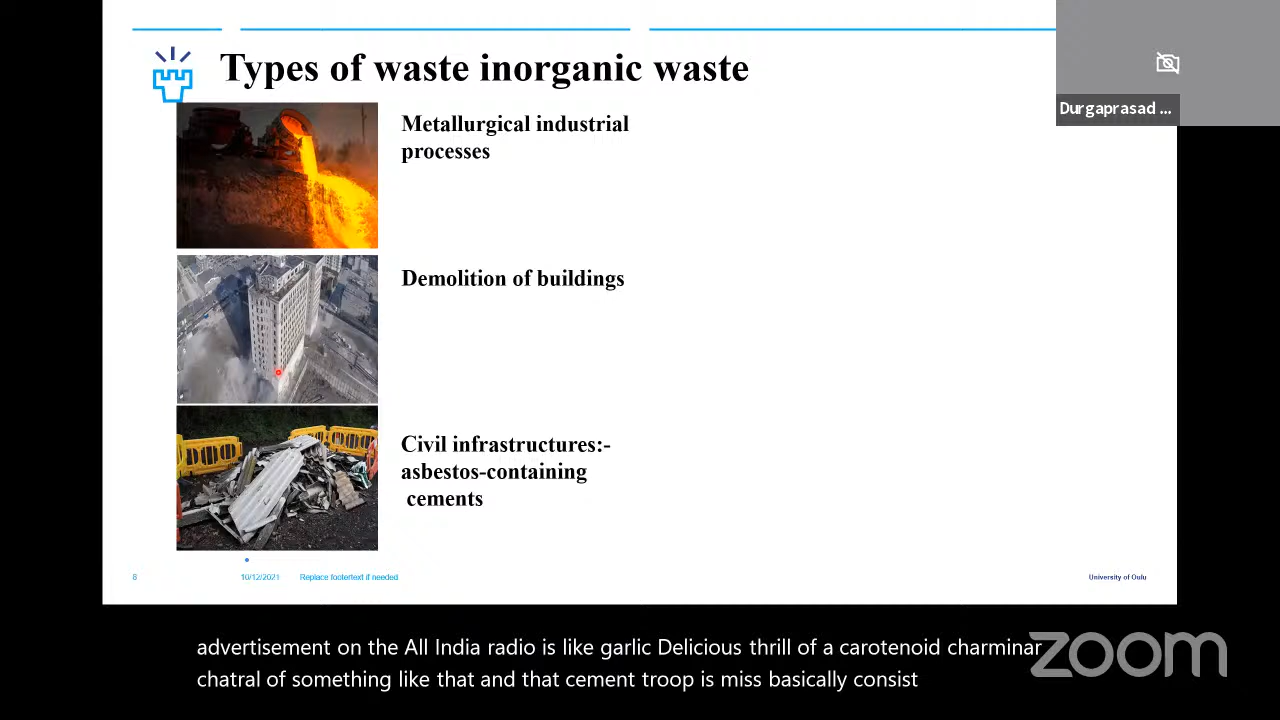 Types of waste inorganic waste
Durgaprasad ...
Metallurgical industrial
processes
Demolition of buildings
Civil infrastructures:-
asbestos-containing
cements
8
10/12/2021
Replace footertext if needed
University of Oulu
advertisement on the All India radio is like garlic Delicious thrill of a carotenoid charminar
chatral of something like that and that cement troop is miss basically consist
zoom